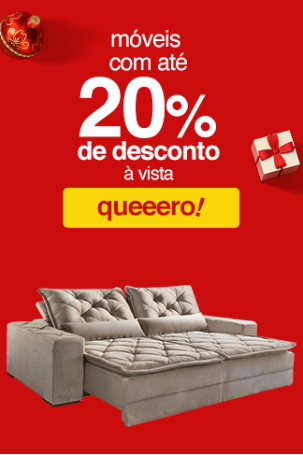 móveis
com até
20%
de desconto
à vista
queeero!